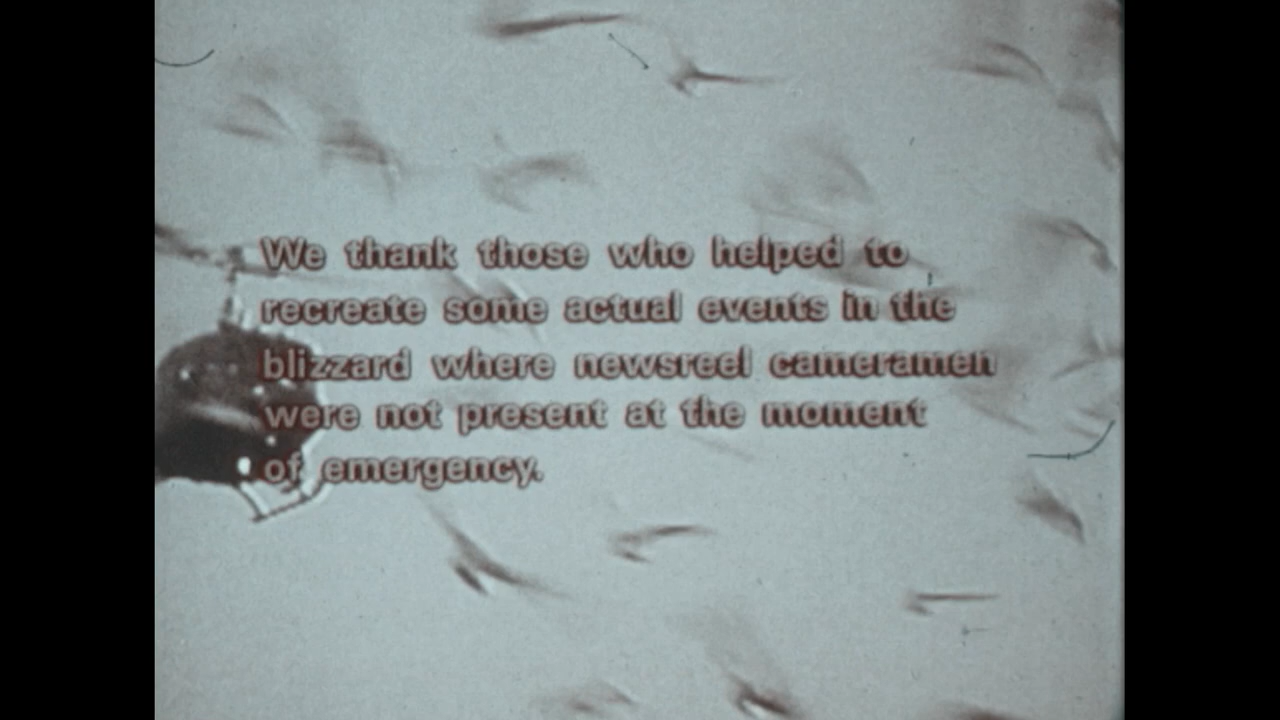 We thank those who helped to
recreate some actual events in the
blizzard where newsreel cameramen
were not present at the moment
of emergency.